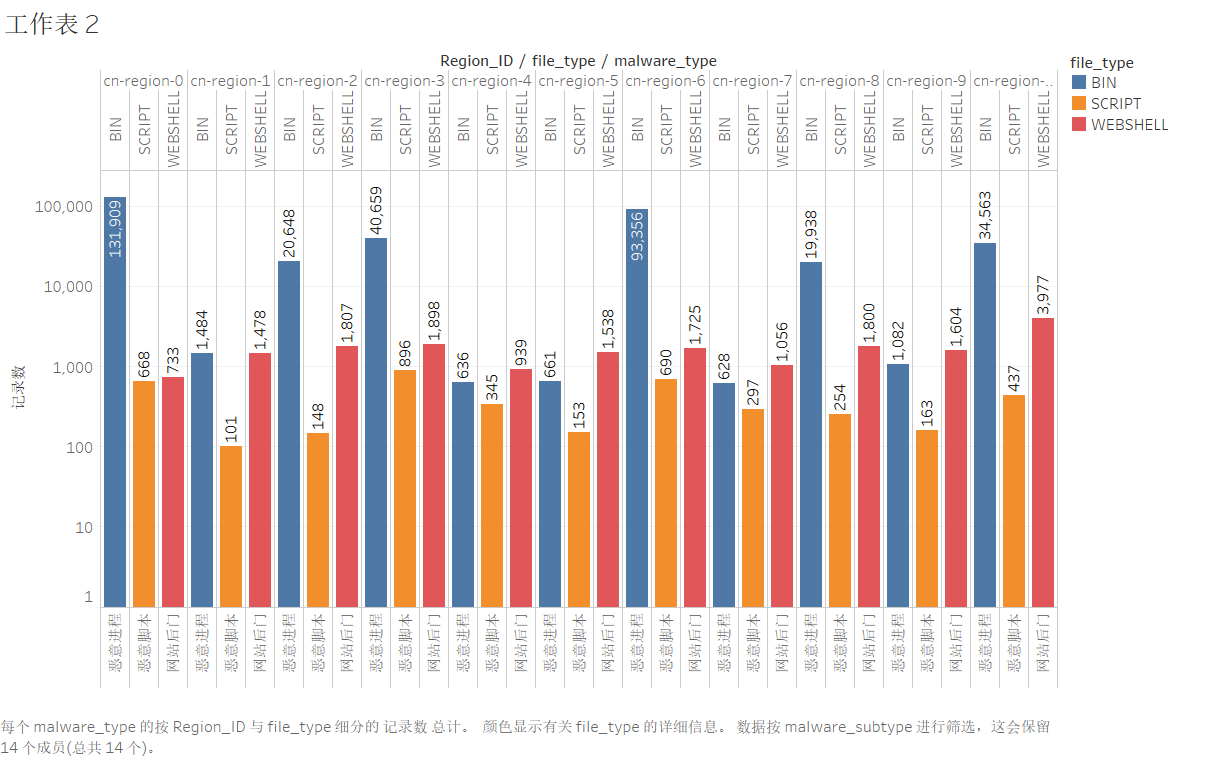 工作表 2
Region_ID / file_type / malware_type
cn-region-0 cn-region-1 cn-region-2 cn-region-3 cn-region-4 cn-region-5 cn-region-6 cn-region-7 cn-region-8 cn-region-9 cn-region-..
BIN SCRIPT WEBSHELL BIN SCRIPT WEBSHELL BIN SCRIPT WEBSHELL BIN SCRIPT WEBSHELL BIN SCRIPT WEBSHELL BIN SCRIPT WEBSHELL BIN SCRIPT WEBSHELL BIN SCRIPT WEBSHELL BIN SCRIPT WEBSHELL BIN SCRIPT WEBSHELL BIN SCRIPT WEBSHELL
file_type
BIN
SCRIPT
WEBSHELL
记录数
100,000
10,000
1,000
100
10
1
131,909 668 733 1,484 101 1,478 20,648 148 1,807 40,659 896 1,898 636 345 939 661 153 1,538 93,356 690 1,725 628 297 1,056 19,938 254 1,800 1,082 163 1,604 34,563 437 3,977
恶意进程 恶意脚本 网站后门 恶意进程 恶意脚本 网站后门 恶意进程 恶意脚本 网站后门 恶意进程 恶意脚本 网站后门 恶意进程 恶意脚本 网站后门 恶意进程 恶意脚本 网站后门 恶意进程 恶意脚本 网站后门 恶意进程 恶意脚本 网站后门 恶意进程 恶意脚本 网站后门 恶意进程 恶意脚本 网站后门 恶意进程 恶意脚本 网站后门
每个 malware_type 的按 Region_ID 与 file_type 细分的 记录数 总计。 颜色显示有关 file_type 的详细信息。 数据按 malware_subtype 进行筛选，这会保留
14 个成员(总共 14 个)。